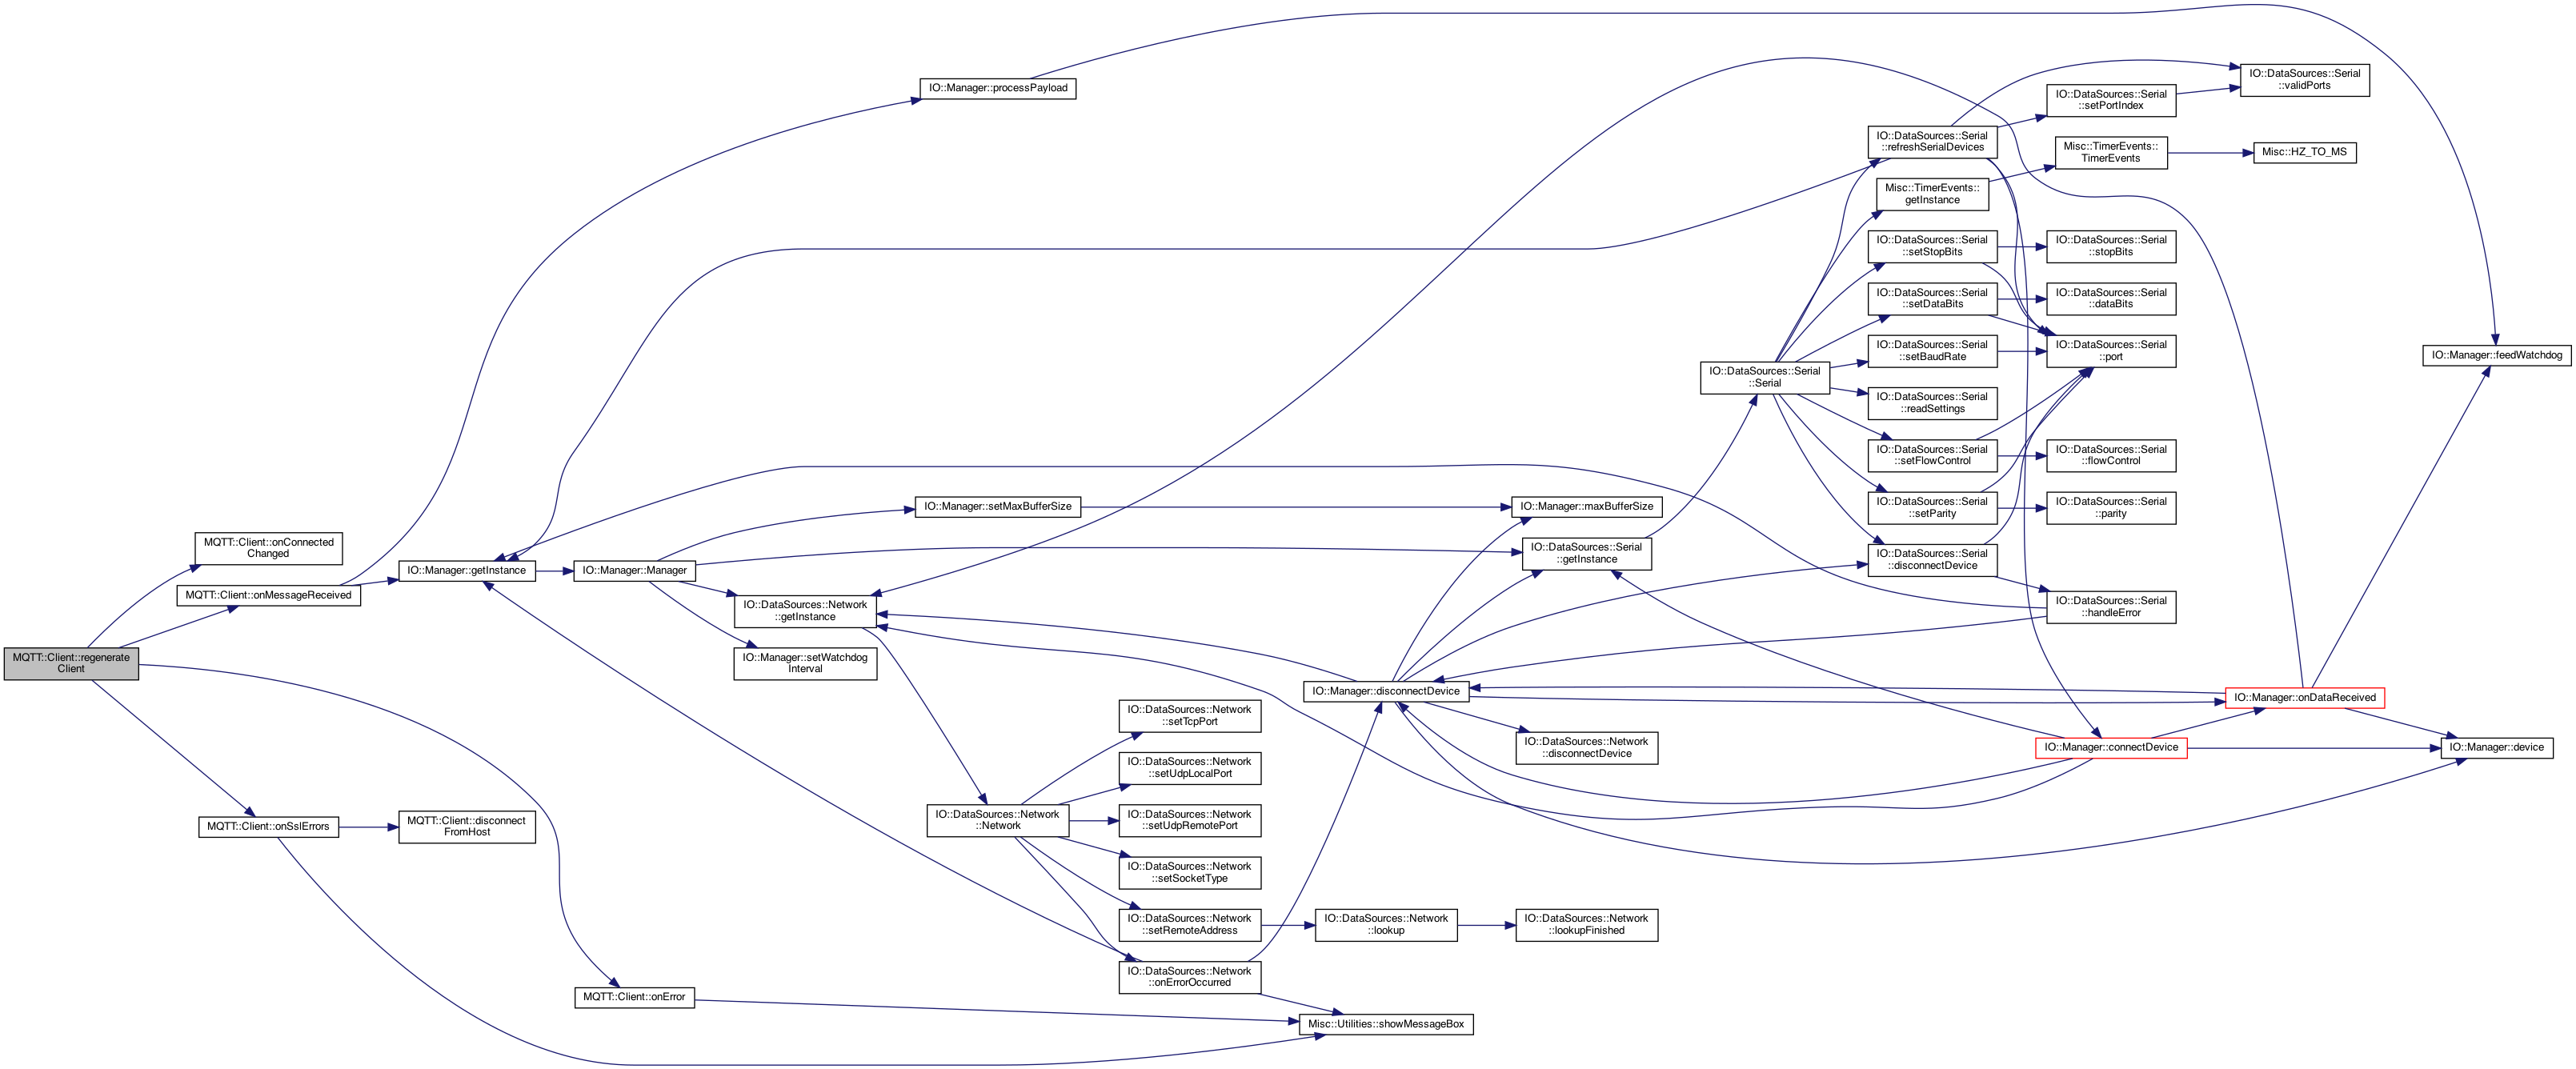 MQTT::Client::regenerate
Client
MQTT::Client::onConnected
Changed
MQTT::Client::onMessageReceived
MQTT::Client::onSslErrors
MQTT::Client::disconnect
FromHost
MQTT::Client::onError
IO::Manager::getInstance
IO::Manager::Manager
IO::Manager::processPayload
IO::Manager::setMaxBufferSize
IO::DataSources::Network
::getInstance
IO::Manager::setWatchdog
Interval
IO::DataSources::Serial
::getInstance
IO::DataSources::Network
::Network
IO::DataSources::Network
::setTcpPort
IO::DataSources::Network
::setUdpLocalPort
IO::DataSources::Network
::setUdpRemotePort
IO::DataSources::Network
::setSocketType
IO::DataSources::Network
::setRemoteAddress
IO::DataSources::Network
::onErrorOccurred
IO::DataSources::Network
::lookup
IO::DataSources::Network
::lookupFinished
Misc::Utilities::showMessageBox
IO::Manager::maxBufferSize
IO::Manager::disconnectDevice
IO::DataSources::Network
::disconnectDevice
IO::DataSources::Serial
::Serial
IO::DataSources::Serial
::refreshSerialDevices
Misc::TimerEvents::
getInstance
IO::DataSources::Serial
::setStopBits
IO::DataSources::Serial
::setDataBits
IO::DataSources::Serial
::setBaudRate
IO::DataSources::Serial
::readSettings
IO::DataSources::Serial
::setFlowControl
IO::DataSources::Serial
::setParity
IO::DataSources::Serial
::disconnectDevice
IO::DataSources::Serial
::setPortIndex
Misc::TimerEvents::
TimerEvents
IO::DataSources::Serial
::stopBits
IO::DataSources::Serial
::dataBits
IO::DataSources::Serial
::port
IO::DataSources::Serial
::flowControl
IO::DataSources::Serial
::parity
IO::DataSources::Serial
::handleError
IO::Manager::connectDevice
IO::DataSources::Serial
::validPorts
Misc::HZ_TO_MS
IO::Manager::onDataReceived
IO::Manager::feedWatchdog
IO::Manager::device